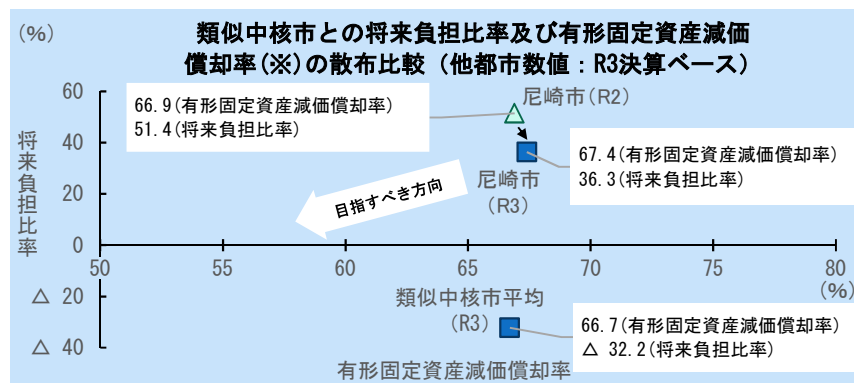 類似中核市との将来負担比率及び有形固定資産減価
償却率(※)の散布比較（他都市数値：R3決算ベース）
(%)
60
40
20
0
△ 20
△ 40
将来負担比率
50
55
60
65
70
75
80
(%)
有形固定資産減価償却率
66.9(有形固定資産減価償却率)
51.4(将来負担比率)
尼崎市(R2)
67.4(有形固定資産減価償却率)
36.3(将来負担比率)
尼崎市
(R3)
目指すべき方向
類似中核市平均
(R3)
66.7(有形固定資産減価償却率)
△ 32.2(将来負担比率)